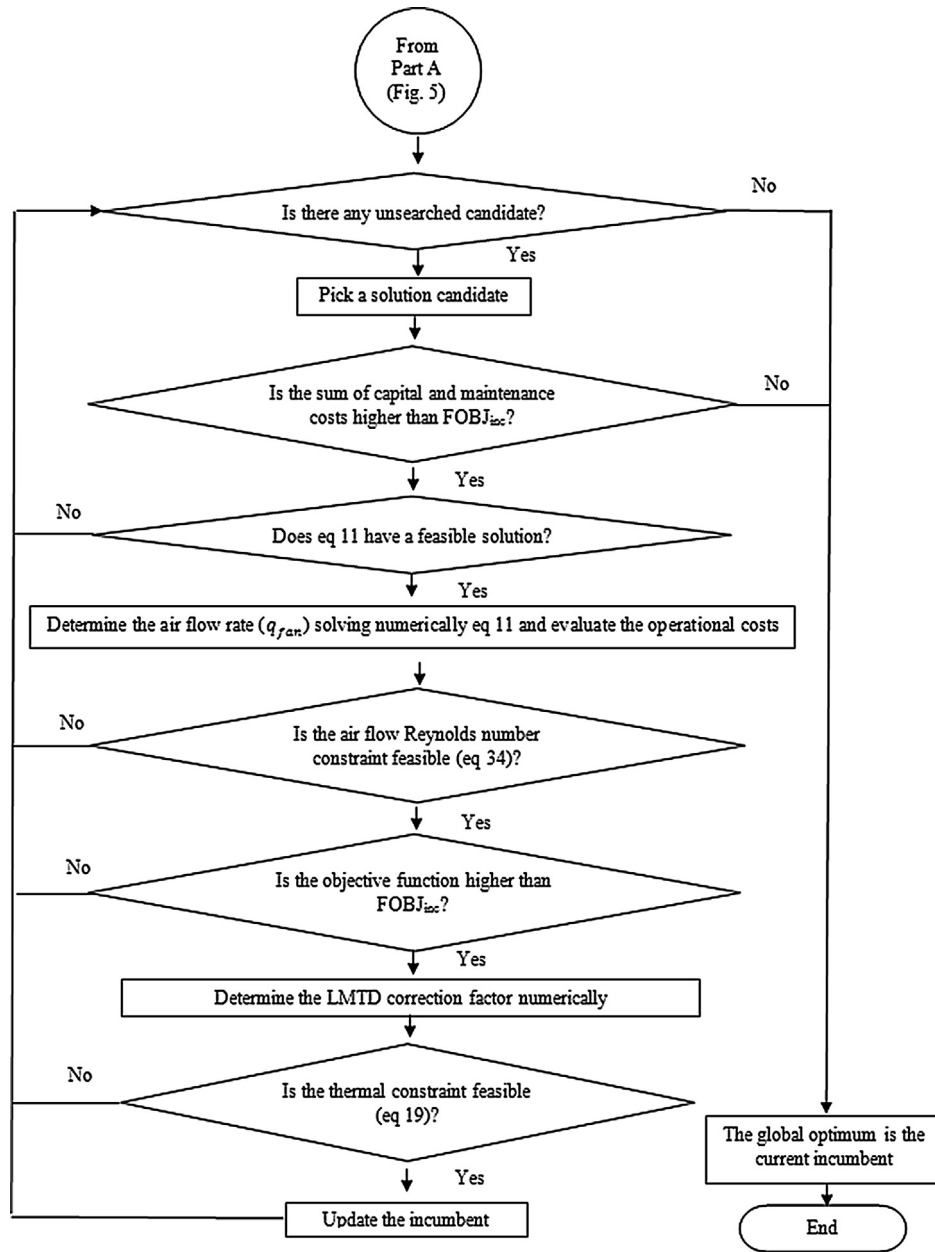 From
Part A
(Fig. 5)
No
Is there any unsearched candidate?
Yes
Pick a solution candidate
Is the sum of capital and maintenance
costs higher than FOBJinc?
No
Yes
No
Does eq 11 have a feasible solution?
Yes
Determine the air flow rate (qfan) solving numerically eq 11 and evaluate the operational costs
No
Is the air flow Reynolds number
constraint feasible (eq 34)?
Yes
No
Is the objective function higher than
FOBJinc?
Yes
Determine the LMTD correction factor numerically
No
Is the thermal constraint feasible
(eq 19)?
Yes
The global optimum is the
current incumbent
Update the incumbent
End